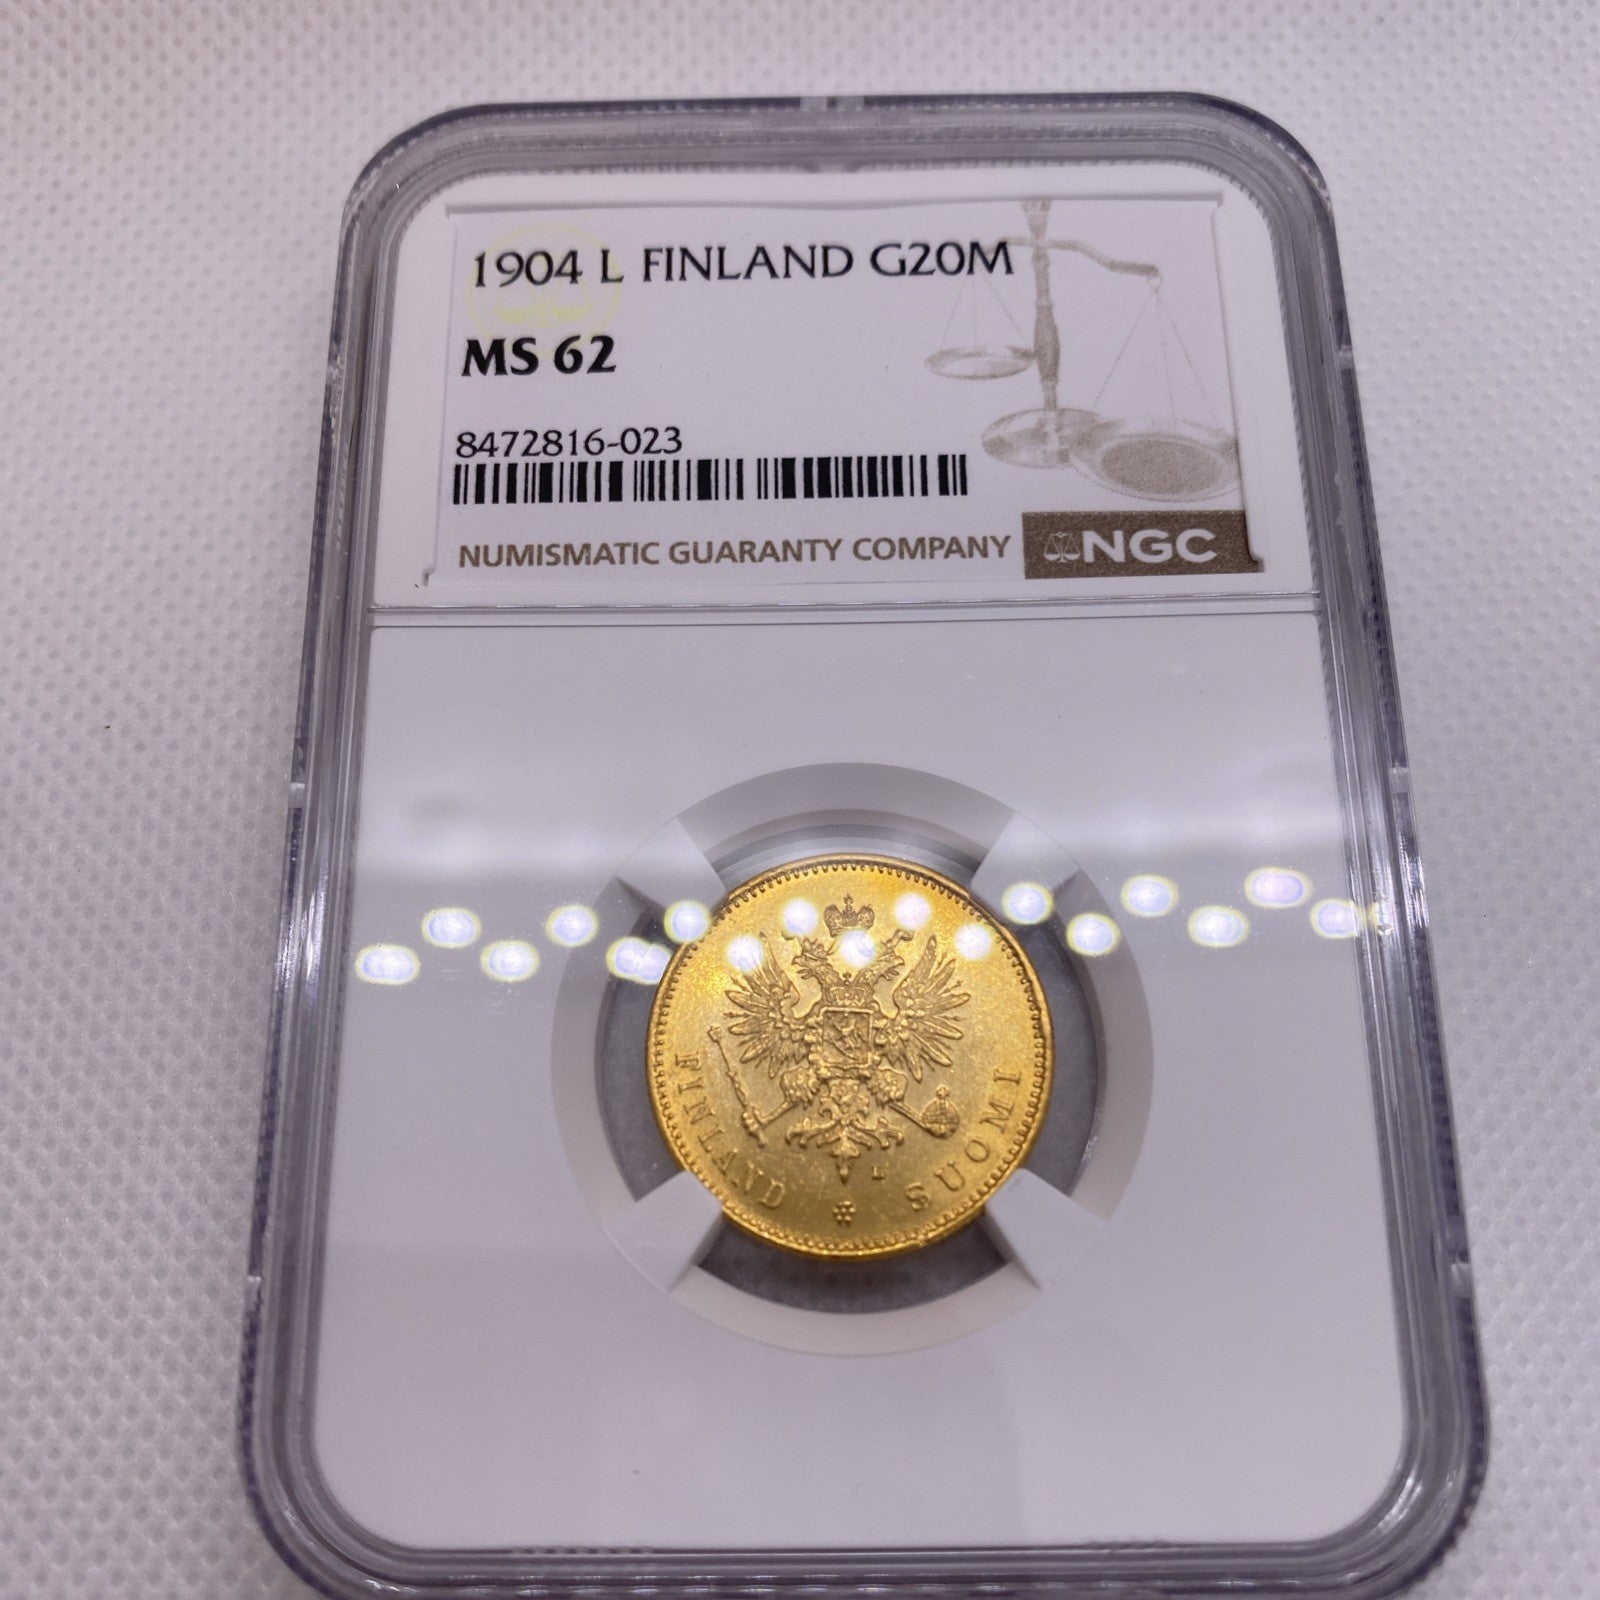 1904 L FINLAND G20M
MS 62
8472816-023
NUMISMATIC GUARANTY COMPANY NGC
FINLAND L SUOMI